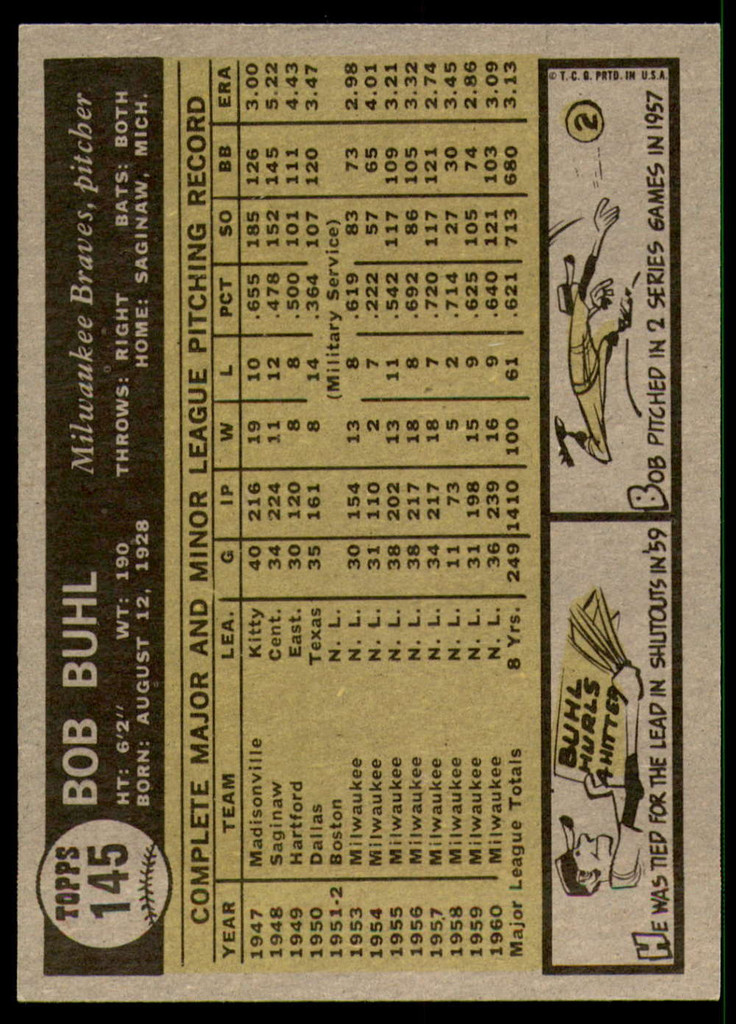 TOPPS
145
BOB BUHL
Milwaukee Braves, pitcher
HT: 6'2" WT: 190 THROWS: RIGHT BATS: BOTH
BORN: AUGUST 12, 1928 HOME: SAGINAW, MICH.
COMPLETE MAJOR AND MINOR LEAGUE PITCHING RECORD
YEAR TEAM LEA. G IP W L PCT SO BB ERA
1947 Madisonville Kitty 40 216 19 10 .655 185 126 3.00
1948 Saginaw Cent. 34 224 11 12 .478 152 145 5.22
1949 Hartford East. 30 120 8 8 .500 101 111 4.43
1950 Dallas Texas 35 161 8 14 .364 107 120 3.47
1951-2 Boston N. L. (Military Service)
1953 Milwaukee N. L. 30 154 13 8 .619 83 73 2.98
1954 Milwaukee N. L. 31 110 2 7 .222 57 65 4.01
1955 Milwaukee N. L. 38 202 13 11 .542 117 109 3.21
1956 Milwaukee N. L. 38 217 18 8 .692 86 105 3.32
1957 Milwaukee N. L. 34 217 18 7 .720 117 121 2.74
1958 Milwaukee N. L. 11 73 5 2 .714 27 30 3.45
1959 Milwaukee N. L. 31 198 15 9 .625 105 74 2.86
1960 Milwaukee N. L. 36 239 16 9 .640 121 103 3.09
Major League Totals 8 Yrs. 249 1410 100 61 .621 713 680 3.13
BUHL
HURLS
4 HITTER
HE WAS TIED FOR THE LEAD IN SHUTOUTS IN '59
2
BOB PITCHED IN 2 SERIES GAMES IN 1957
© T. C. G. PRTD. IN U.S.A.